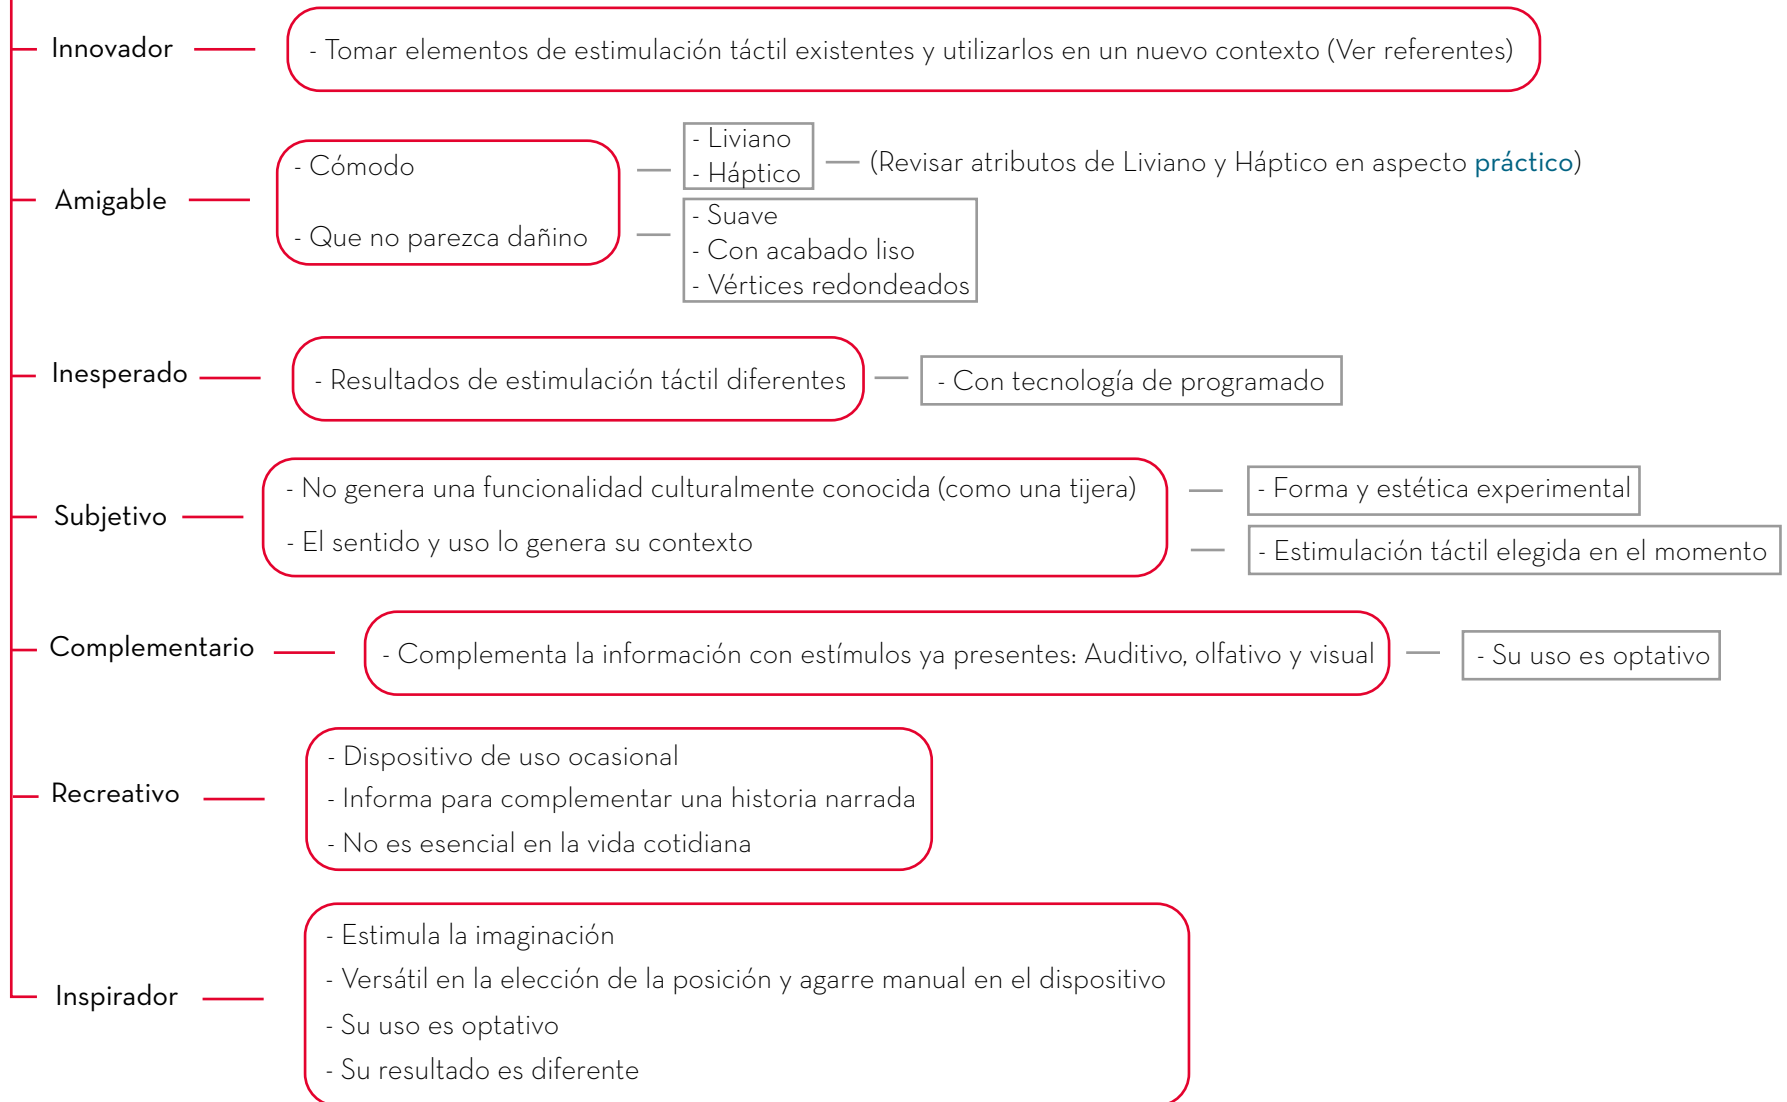 Innovador
- Tomar elementos de estimulación táctil existentes y utilizarlos en un nuevo contexto (Ver referentes)
Amigable
- Cómodo
- Liviano
- Háptico
(Revisar atributos de Liviano y Háptico en aspecto práctico)
- Que no parezca dañino
- Suave
- Con acabado liso
- Vértices redondeados
Inesperado
- Resultados de estimulación táctil diferentes
- Con tecnología de programado
Subjetivo
- No genera una funcionalidad culturalmente conocida (como una tijera)
- Forma y estética experimental
- El sentido y uso lo genera su contexto
- Estimulación táctil elegida en el momento
Complementario
- Complementa la información con estímulos ya presentes: Auditivo, olfativo y visual
- Su uso es optativo
Recreativo
- Dispositivo de uso ocasional
- Informa para complementar una historia narrada
- No es esencial en la vida cotidiana
Inspirador
- Estimula la imaginación
- Versátil en la elección de la posición y agarre manual en el dispositivo
- Su uso es optativo
- Su resultado es diferente